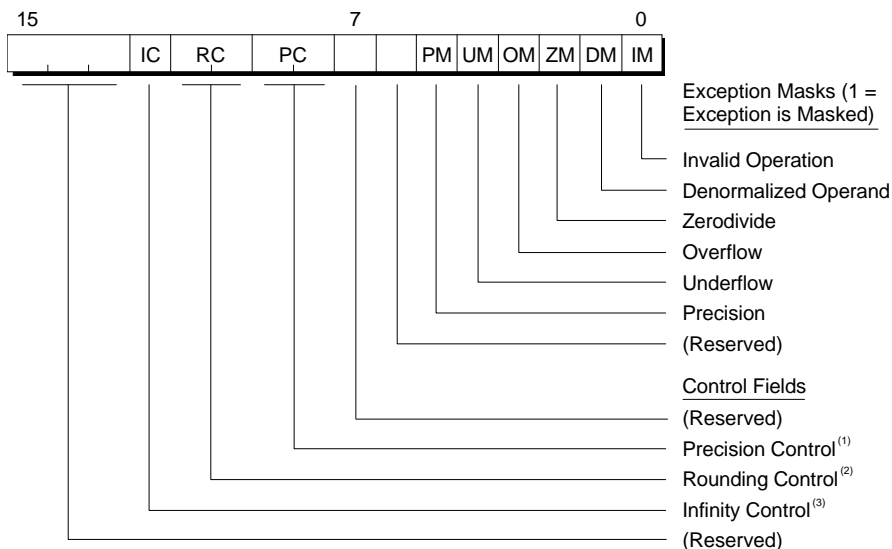 15 7 0
IC RC PC PM UM OM ZM DM IM
Exception Masks (1 =
Exception is Masked)
Invalid Operation
Denormalized Operand
Zerodivide
Overflow
Underflow
Precision
(Reserved)
Control Fields
(Reserved)
Precision Control(1)
Rounding Control(2)
Infinity Control(3)
(Reserved)